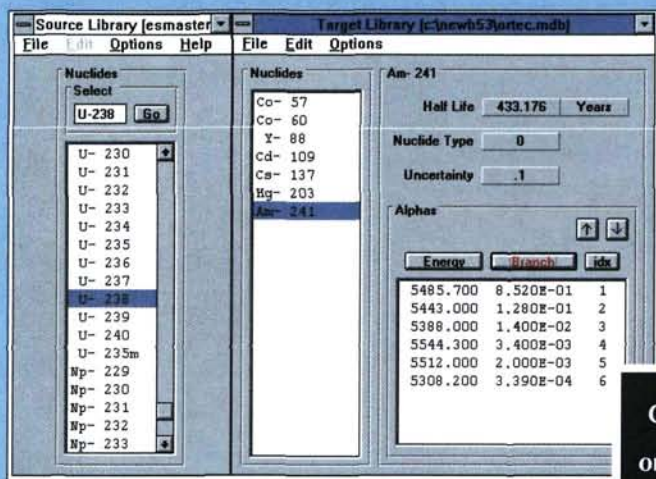 Source Library [esmaster
File Edit Options Help
Nuclides
Select
U-238 Go
U- 230
U- 231
U- 232
U- 233
U- 234
U- 235
U- 236
U- 237
U- 238
U- 239
U- 240
U- 235m
Np- 229
Np- 230
Np- 231
Np- 232
Np- 233
Target Library [c:\newb53\ortec.mdb]
File Edit Options
Nuclides
Co- 57
Co- 60
Y- 88
Cd- 109
Cs- 137
Hg- 203
Am- 241
Am- 241
Half Life 433.176 Years
Nuclide Type 0
Uncertainty .1
Alphas
Energy Branch idx
5485.700 8.520E-01 1
5443.000 1.280E-01 2
5388.000 1.400E-02 3
5544.300 3.400E-03 4
5512.000 2.000E-03 5
5308.200 3.390E-04 6